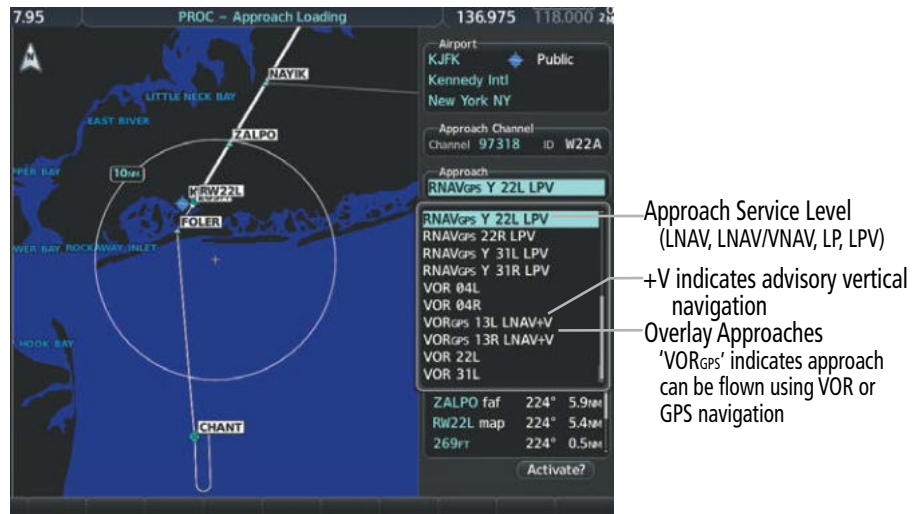 7.95
PROC – Approach Loading
136.975
118.000
NAYIK
LITTLE NECK BAY
EAST RIVER
ZALPO
10NM
RW22L
FOLER
ROCKAWAY INLET
HOOK BAY
CHANT
Airport
KJFK Public
Kennedy Intl
New York NY
Approach Channel
Channel 97318 ID W22A
Approach
RNAVGPS Y 22L LPV
RNAVGPS Y 22L LPV
RNAVGPS 22R LPV
RNAVGPS Y 31L LPV
RNAVGPS Y 31R LPV
VOR 04L
VOR 04R
VORGPS 13L LNAV+V
VORGPS 13R LNAV+V
VOR 22L
VOR 31L
ZALPO faf 224° 5.9NM
RW22L map 224° 5.4NM
269FT 224° 0.5NM
Activate?
Approach Service Level
(LNAV, LNAV/VNAV, LP, LPV)
+V indicates advisory vertical
navigation
Overlay Approaches
'VORGPS' indicates approach
can be flown using VOR or
GPS navigation